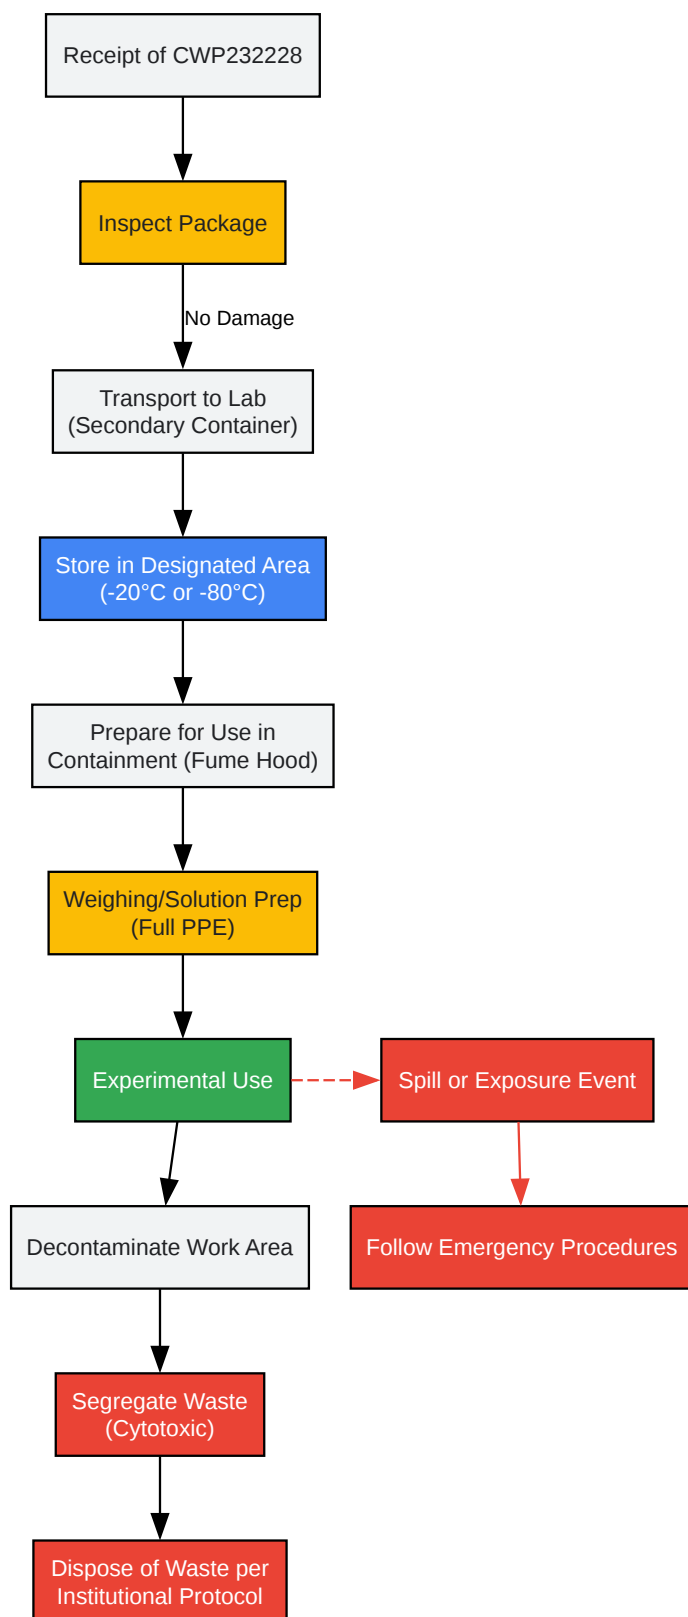 Receipt of CWP232228
Inspect Package
No Damage
Transport to Lab
(Secondary Container)
Store in Designated Area
(-20°C or -80°C)
Prepare for Use in
Containment (Fume Hood)
Weighing/Solution Prep
(Full PPE)
Experimental Use
Spill or Exposure Event
Decontaminate Work Area
Follow Emergency Procedures
Segregate Waste
(Cytotoxic)
Dispose of Waste per
Institutional Protocol